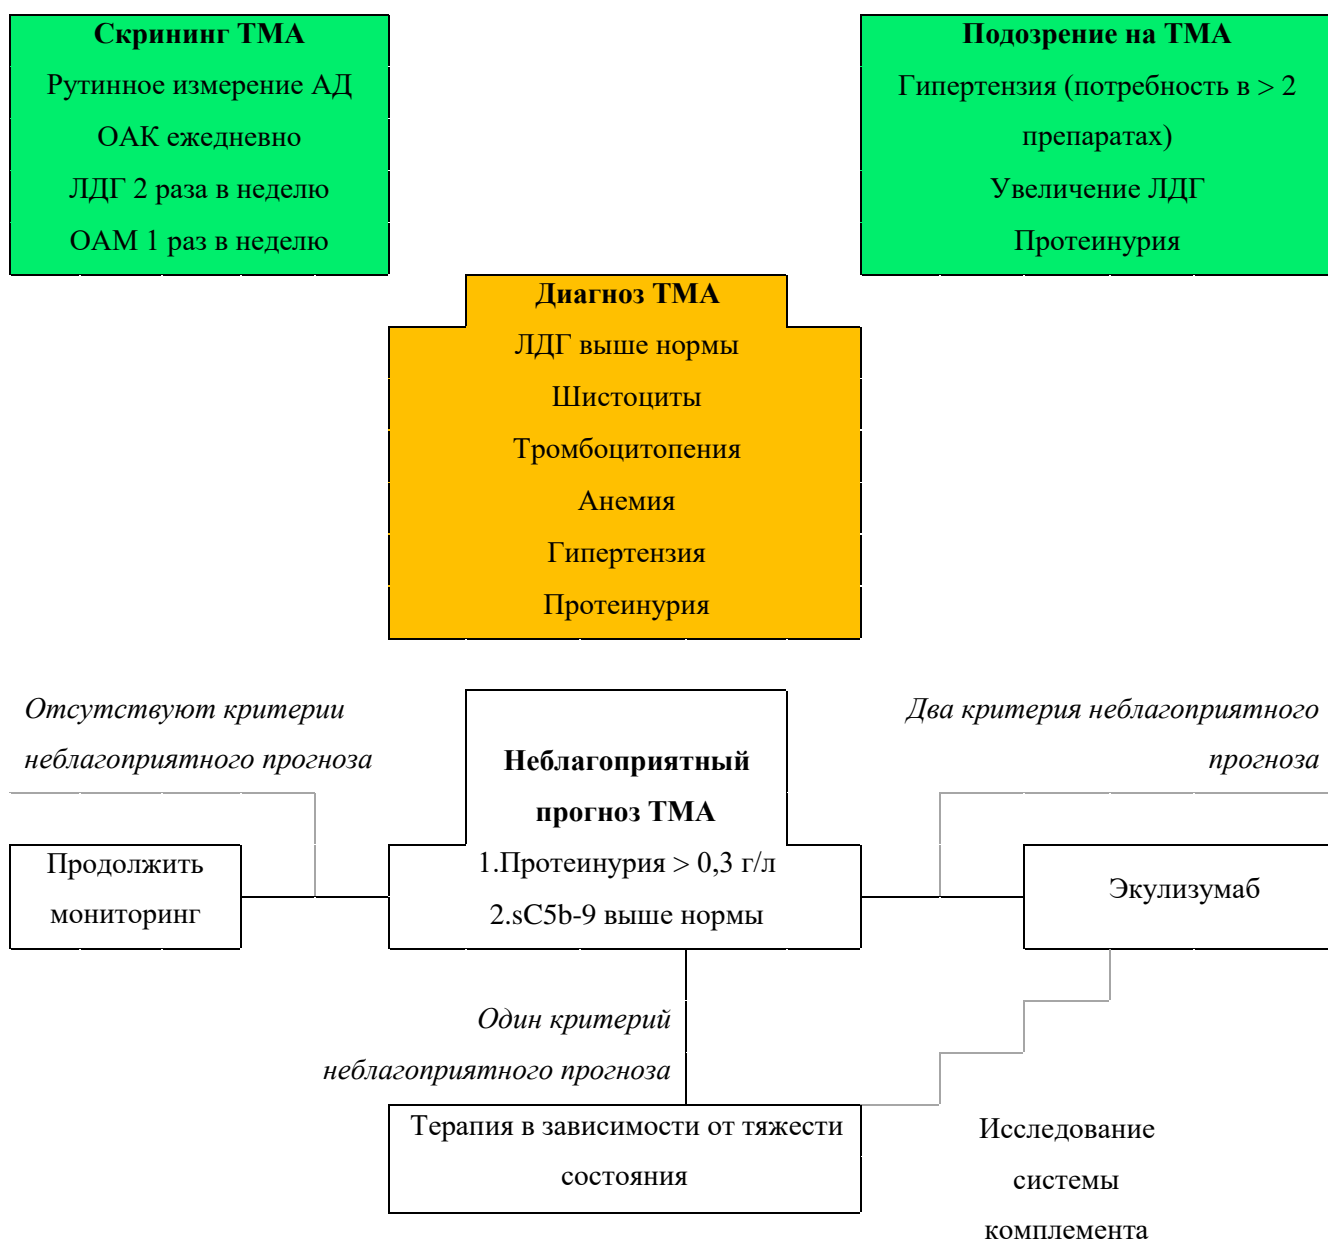 Скрининг ТМА
Рутинное измерение АД
ОАК ежедневно
ЛДГ 2 раза в неделю
ОАМ 1 раз в неделю
Подозрение на ТМА
Гипертензия (потребность в > 2
препаратах)
Увеличение ЛДГ
Протеинурия
Диагноз ТМА
ЛДГ выше нормы
Шистоциты
Тромбоцитопения
Анемия
Гипертензия
Протеинурия
Отсутствуют критерии
неблагоприятного прогноза
Неблагоприятный
прогноз ТМА
1.Протеинурия > 0,3 г/л
2.sC5b-9 выше нормы
Два критерия неблагоприятного
прогноза
Продолжить
мониторинг
Экулизумаб
Один критерий
неблагоприятного прогноза
Терапия в зависимости от тяжести
состояния
Исследование
системы
комплемента